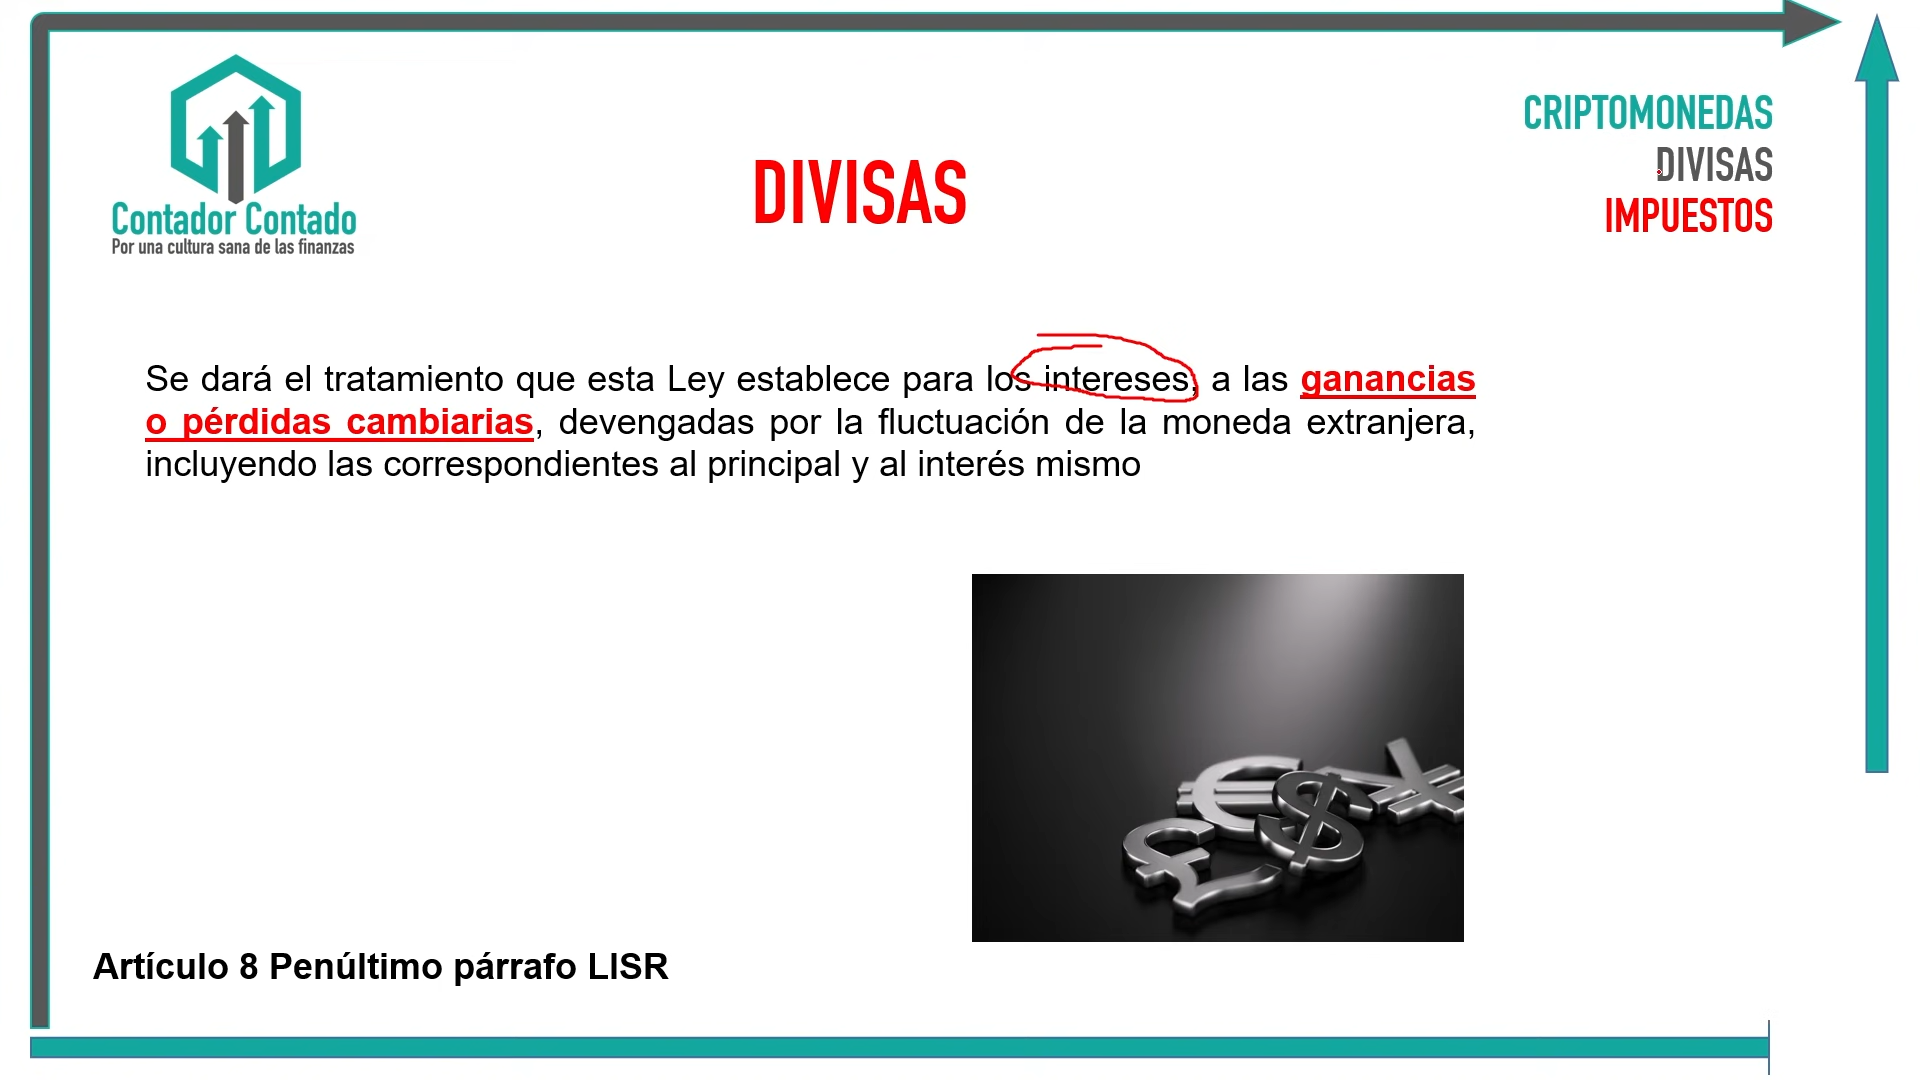 Contador Contado
Por una cultura sana de las finanzas
DIVISAS
CRIPTOMONEDAS
DIVISAS
IMPUESTOS
Se dará el tratamiento que esta Ley establece para los intereses, a las ganancias
o pérdidas cambiarias, devengadas por la fluctuación de la moneda extranjera,
incluyendo las correspondientes al principal y al interés mismo
Artículo 8 Penúltimo párrafo LISR